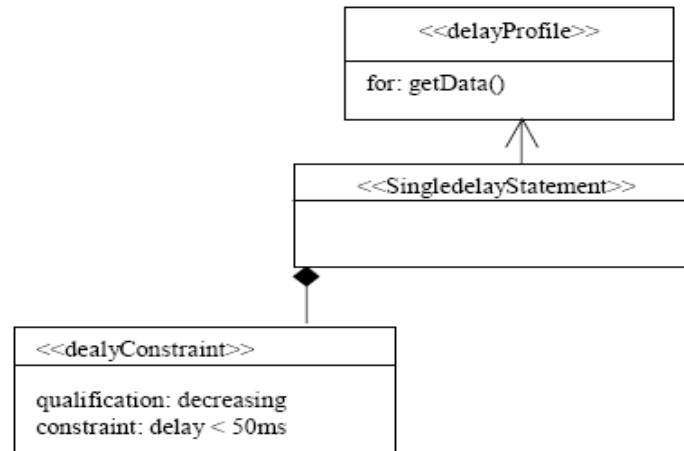 <<delayProfile>>
for: getData()
<<SingledelayStatement>>
<<dealyConstraint>>
qualification: decreasing
constraint: delay < 50ms